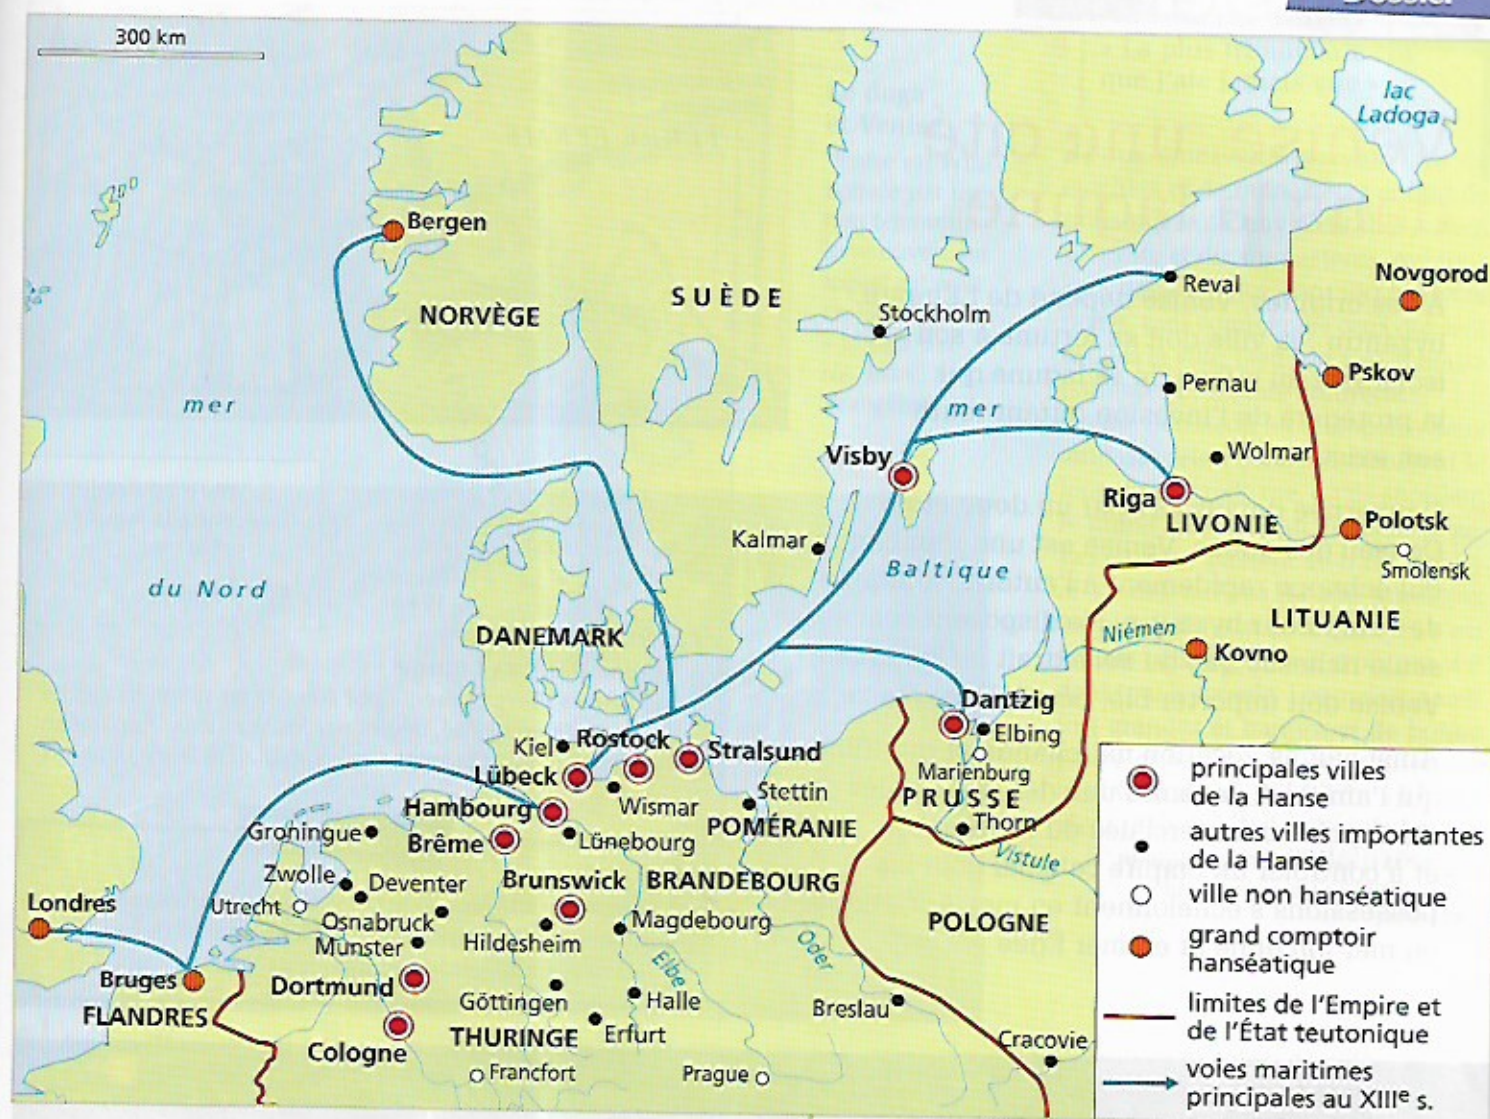 Dossier
300 km
lac
Ladoga
Bergen
NORVÈGE
SUÈDE
Stockholm
Reval
Novgorod
Pskov
mer
Pernau
mer
Visby
Wolmar
Riga
LIVONIE
Polotsk
Smolensk
Kalmar
Baltique
du Nord
DANEMARK
LITUANIE
Niémen
Kovno
Dantzig
Elbing
Marienburg
PRUSSE
Thorn
Vistule
Kiel
Rostock
Stralsund
Lübeck
Wismar
Stettin
Hambourg
POMÉRANIE
Groningue
Brême
Lünebourg
Zwolle
Deventer
Brunswick
BRANDEBOURG
Utrecht
Osnabruck
Munster
Hildesheim
Magdebourg
Londres
Bruges
FLANDRES
Dortmund
Göttingen
Elbe
Halle
Oder
POLOGNE
Breslau
Cologne
THURINGE
Erfurt
Cracovie
Francfort
Prague
principales villes
de la Hanse
autres villes importantes
de la Hanse
ville non hanséatique
grand comptoir
hanséatique
limites de l'Empire et
de l'État teutonique
voies maritimes
principales au XIIIe s.